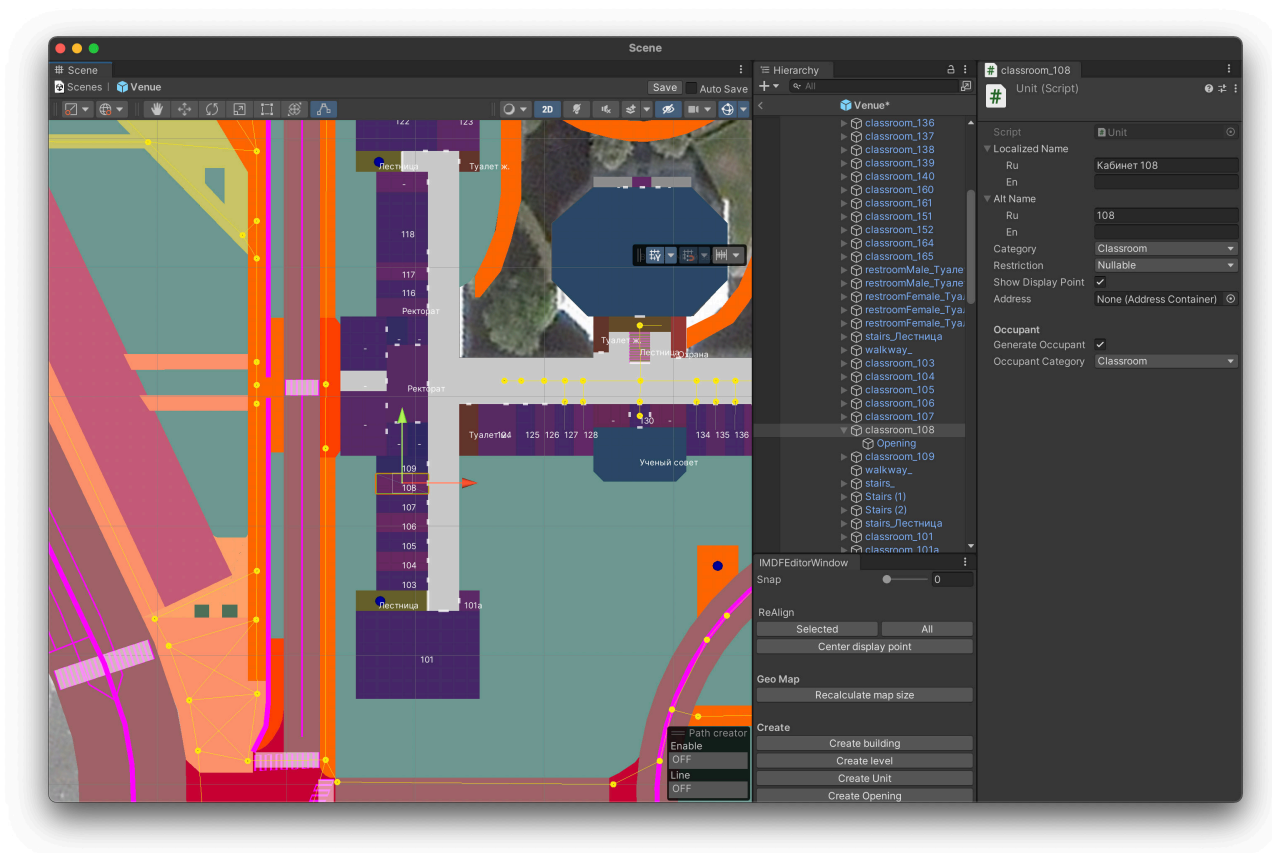 Scene
Scene
Scenes
Venue
Save
Auto Save
2D
122
123
Лестница
Туалет ж.
118
117
116
Ректорат
Туалет ж.
Лестница
Охрана
Ректорат
130
125
126
127
128
134
135
136
Ученый совет
109
108
107
106
105
104
103
Лестница
101a
101
Path creator
Enable
OFF
Line
OFF
Hierarchy
All
Venue*
classroom_136
classroom_137
classroom_138
classroom_139
classroom_140
classroom_160
classroom_161
classroom_151
classroom_152
classroom_164
classroom_165
restroomMale_Туале
restroomMale_Туале
restroomFemale_Туа
restroomFemale_Туа
restroomFemale_Туа
stairs_Лестница
walkway_
classroom_103
classroom_104
classroom_105
classroom_106
classroom_107
classroom_108
Opening
classroom_109
walkway_
stairs_
Stairs (1)
Stairs (2)
stairs_Лестница
classroom_101
classroom_101a
IMDFEditorWindow
Snap
0
ReAlign
Selected
All
Center display point
Geo Map
Recalculate map size
Create
Create building
Create level
Create Unit
Create Opening
classroom_108
Unit (Script)
Script
Unit
Localized Name
Ru
Кабинет 108
En
Alt Name
Ru
108
En
Category
Classroom
Restriction
Nullable
Show Display Point
Address
None (Address Container)
Occupant
Generate Occupant
Occupant Category
Classroom